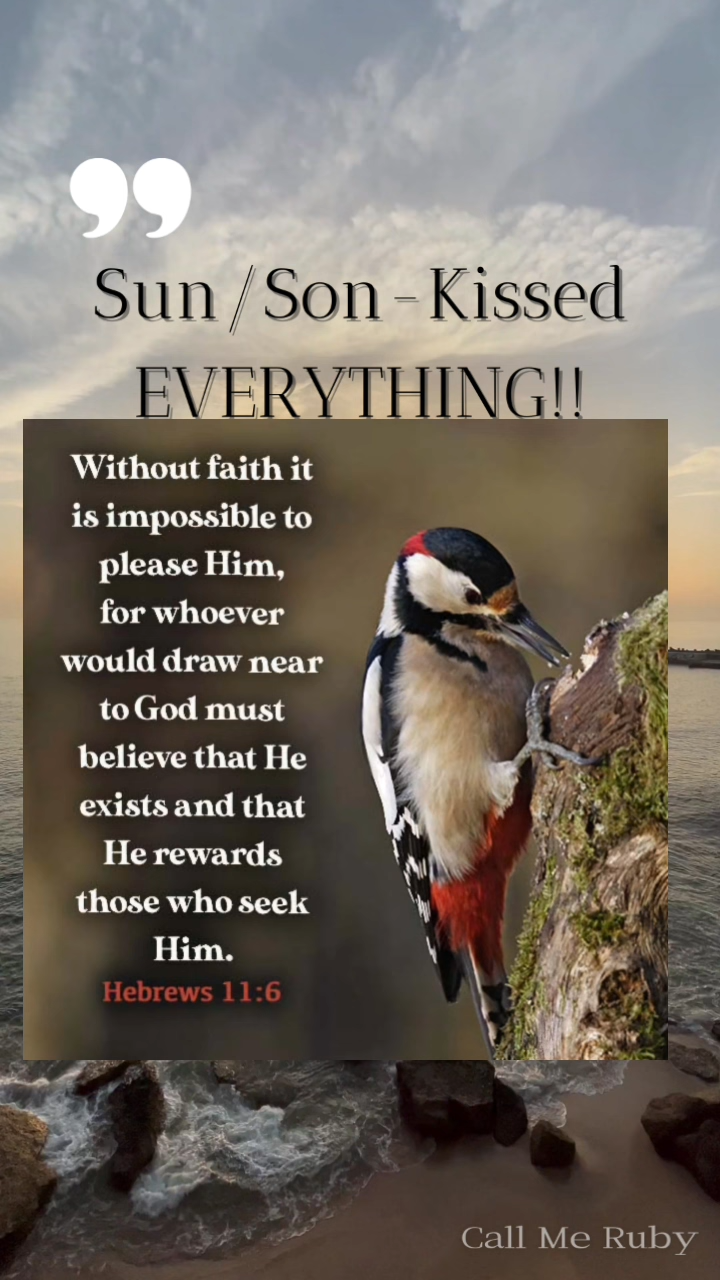 ”
Sun / Son - Kissed
EVERYTHING!!
Without faith it
is impossible to
please Him,
for whoever
would draw near
to God must
believe that He
exists and that
He rewards
those who seek
Him.
Hebrews 11:6
Call Me Ruby